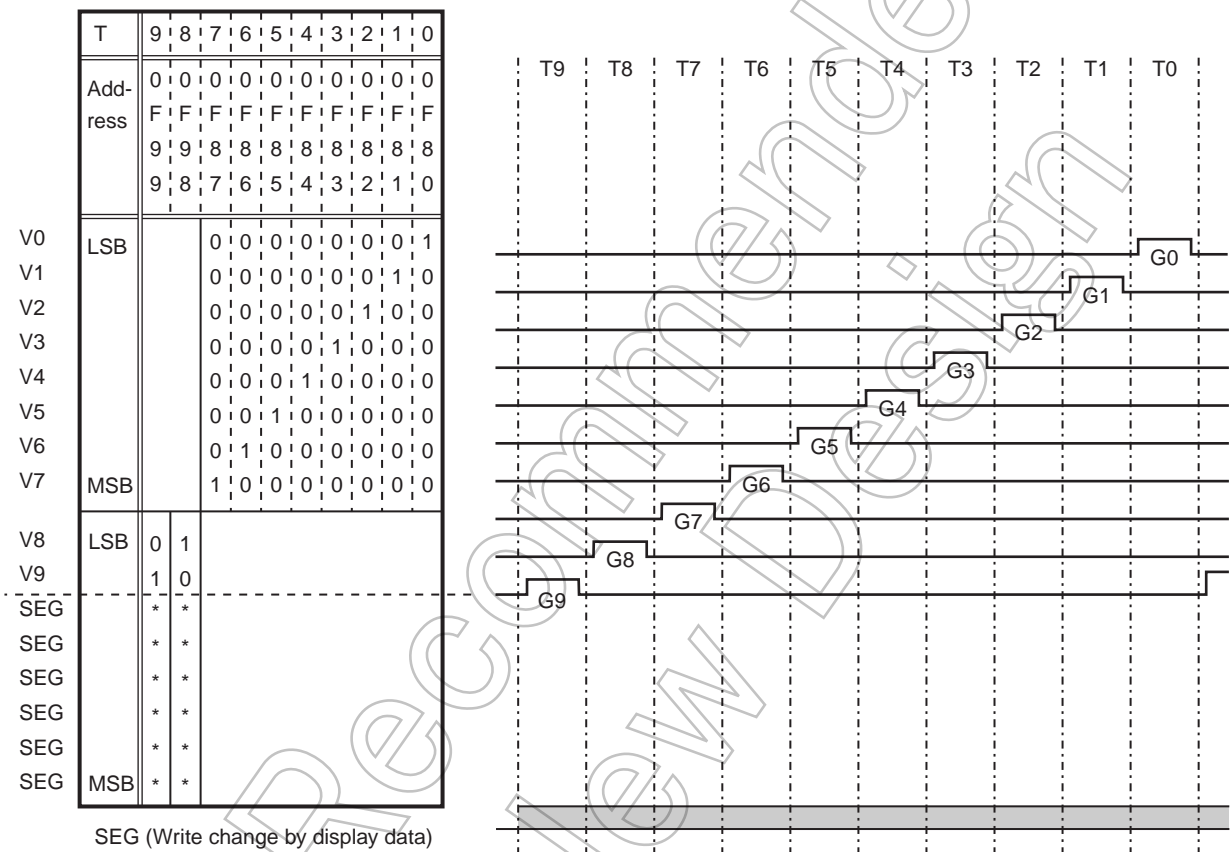 T 9 8 7 6 5 4 3 2 1 0
Add-
ress
0 0 0 0 0 0 0 0 0 0
F F F F F F F F F F
9 9 8 8 8 8 8 8 8 8
9 8 7 6 5 4 3 2 1 0
V0 LSB 0 0 0 0 0 0 0 1
V1 0 0 0 0 0 0 1 0
V2 0 0 0 0 0 1 0 0
V3 0 0 0 0 1 0 0 0
V4 0 0 0 1 0 0 0 0
V5 0 0 1 0 0 0 0 0
V6 0 1 0 0 0 0 0 0
V7 MSB 1 0 0 0 0 0 0 0
V8 LSB 0 1
V9 1 0
SEG * *
SEG * *
SEG * *
SEG * *
SEG * *
SEG MSB * *
SEG (Write change by display data)
T9 T8 T7 T6 T5 T4 T3 T2 T1 T0
G0
G1
G2
G3
G4
G5
G6
G7
G8
G9
Recommende
ew Design